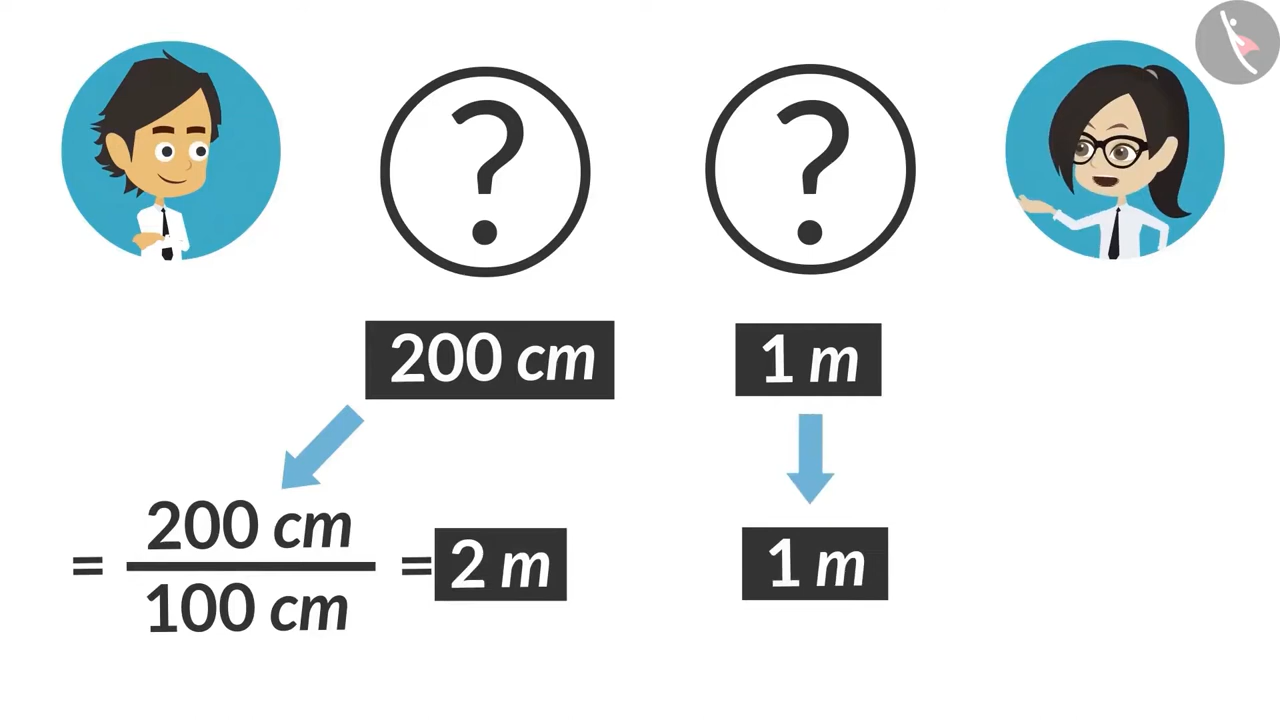 ? ?
200 cm 1 m
200 cm
= = 2 m 1 m
100 cm